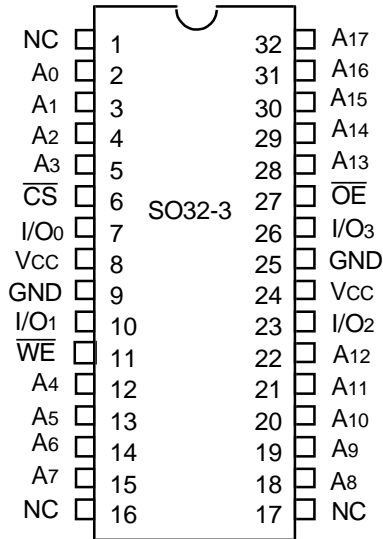 NC 1 32 A17
A0 2 31 A16
A1 3 30 A15
A2 4 29 A14
A3 5 28 A13
C̅S̅ 6 SO32-3 27 O̅E̅
I/O0 7 26 I/O3
VCC 8 25 GND
GND 9 24 VCC
I/O1 10 23 I/O2
W̅E̅ 11 22 A12
A4 12 21 A11
A5 13 20 A10
A6 14 19 A9
A7 15 18 A8
NC 16 17 NC